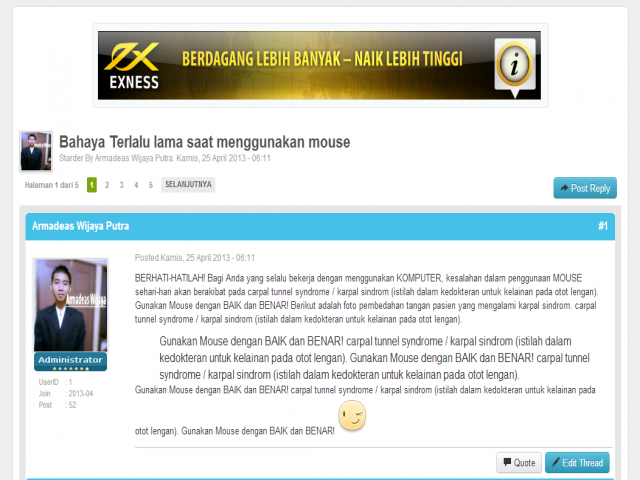 EXNESS
BERDAGANG LEBIH BANYAK – NAIK LEBIH TINGGI
i
Bahaya Terlalu lama saat menggunakan mouse
Starder By Armadeas Wijaya Putra. Kamis, 25 April 2013 - 06:11
Halaman 1 dari 5 1 2 3 4 5 SELANJUTNYA
Post Reply
Armadeas Wijaya Putra #1
Posted Kamis, 25 April 2013 - 06:11
BERHATI-HATILAH! Bagi Anda yang selalu bekerja dengan menggunakan KOMPUTER, kesalahan dalam penggunaan MOUSE
sehari-hari akan berakibat pada carpal tunnel syndrome / karpal sindrom (istilah dalam kedokteran untuk kelainan pada otot lengan).
Gunakan Mouse dengan BAIK dan BENAR! Berikut adalah foto pembedahan tangan pasien yang mengalami karpal sindrom. carpal
tunnel syndrome / karpal sindrom (istilah dalam kedokteran untuk kelainan pada otot lengan).
Gunakan Mouse dengan BAIK dan BENAR! carpal tunnel syndrome / karpal sindrom (istilah dalam
kedokteran untuk kelainan pada otot lengan). Gunakan Mouse dengan BAIK dan BENAR! carpal tunnel
syndrome / karpal sindrom (istilah dalam kedokteran untuk kelainan pada otot lengan).
Gunakan Mouse dengan BAIK dan BENAR! carpal tunnel syndrome / karpal sindrom (istilah dalam kedokteran untuk kelainan pada
otot lengan). Gunakan Mouse dengan BAIK dan BENAR!
Armadeas Wijaya
Administrator
UserID : 1
Join : 2013-04
Post : 52
Quote
Edit Thread